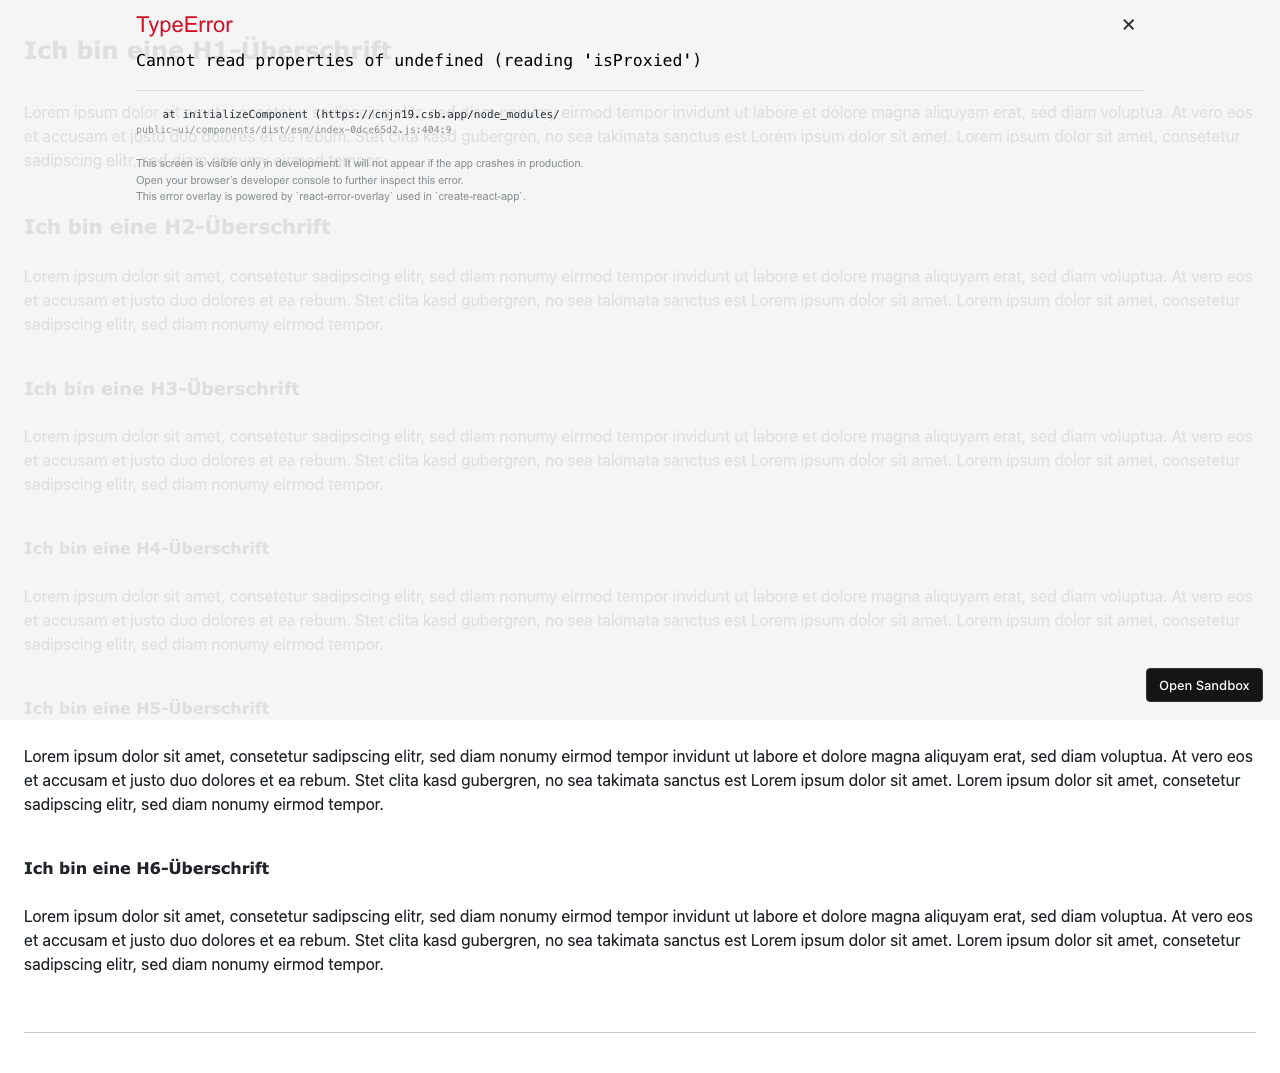 TypeError
Cannot read properties of undefined (reading 'isProxied')
at initializeComponent (https://cnjn19.csb.app/node_modules/
public-ui/components/dist/esm/index-0dce65d2.js:404:9
This screen is visible only in development. It will not appear if the app crashes in production.
Open your browser's developer console to further inspect this error.
This error overlay is powered by `react-error-overlay` used in `create-react-app`.
Ich bin eine H1-Überschrift
Lorem ipsum dolor sit amet, consetetur sadipscing elitr, sed diam nonumy eirmod tempor invidunt ut labore et dolore magna aliquyam erat, sed diam voluptua. At vero eos
et accusam et justo duo dolores et ea rebum. Stet clita kasd gubergren, no sea takimata sanctus est Lorem ipsum dolor sit amet. Lorem ipsum dolor sit amet, consetetur
sadipscing elitr, sed diam nonumy eirmod tempor.
Ich bin eine H2-Überschrift
Lorem ipsum dolor sit amet, consetetur sadipscing elitr, sed diam nonumy eirmod tempor invidunt ut labore et dolore magna aliquyam erat, sed diam voluptua. At vero eos
et accusam et justo duo dolores et ea rebum. Stet clita kasd gubergren, no sea takimata sanctus est Lorem ipsum dolor sit amet. Lorem ipsum dolor sit amet, consetetur
sadipscing elitr, sed diam nonumy eirmod tempor.
Ich bin eine H3-Überschrift
Lorem ipsum dolor sit amet, consetetur sadipscing elitr, sed diam nonumy eirmod tempor invidunt ut labore et dolore magna aliquyam erat, sed diam voluptua. At vero eos
et accusam et justo duo dolores et ea rebum. Stet clita kasd gubergren, no sea takimata sanctus est Lorem ipsum dolor sit amet. Lorem ipsum dolor sit amet, consetetur
sadipscing elitr, sed diam nonumy eirmod tempor.
Ich bin eine H4-Überschrift
Lorem ipsum dolor sit amet, consetetur sadipscing elitr, sed diam nonumy eirmod tempor invidunt ut labore et dolore magna aliquyam erat, sed diam voluptua. At vero eos
et accusam et justo duo dolores et ea rebum. Stet clita kasd gubergren, no sea takimata sanctus est Lorem ipsum dolor sit amet. Lorem ipsum dolor sit amet, consetetur
sadipscing elitr, sed diam nonumy eirmod tempor.
Open Sandbox
Ich bin eine H5-Überschrift
Lorem ipsum dolor sit amet, consetetur sadipscing elitr, sed diam nonumy eirmod tempor invidunt ut labore et dolore magna aliquyam erat, sed diam voluptua. At vero eos
et accusam et justo duo dolores et ea rebum. Stet clita kasd gubergren, no sea takimata sanctus est Lorem ipsum dolor sit amet. Lorem ipsum dolor sit amet, consetetur
sadipscing elitr, sed diam nonumy eirmod tempor.
Ich bin eine H6-Überschrift
Lorem ipsum dolor sit amet, consetetur sadipscing elitr, sed diam nonumy eirmod tempor invidunt ut labore et dolore magna aliquyam erat, sed diam voluptua. At vero eos
et accusam et justo duo dolores et ea rebum. Stet clita kasd gubergren, no sea takimata sanctus est Lorem ipsum dolor sit amet. Lorem ipsum dolor sit amet, consetetur
sadipscing elitr, sed diam nonumy eirmod tempor.